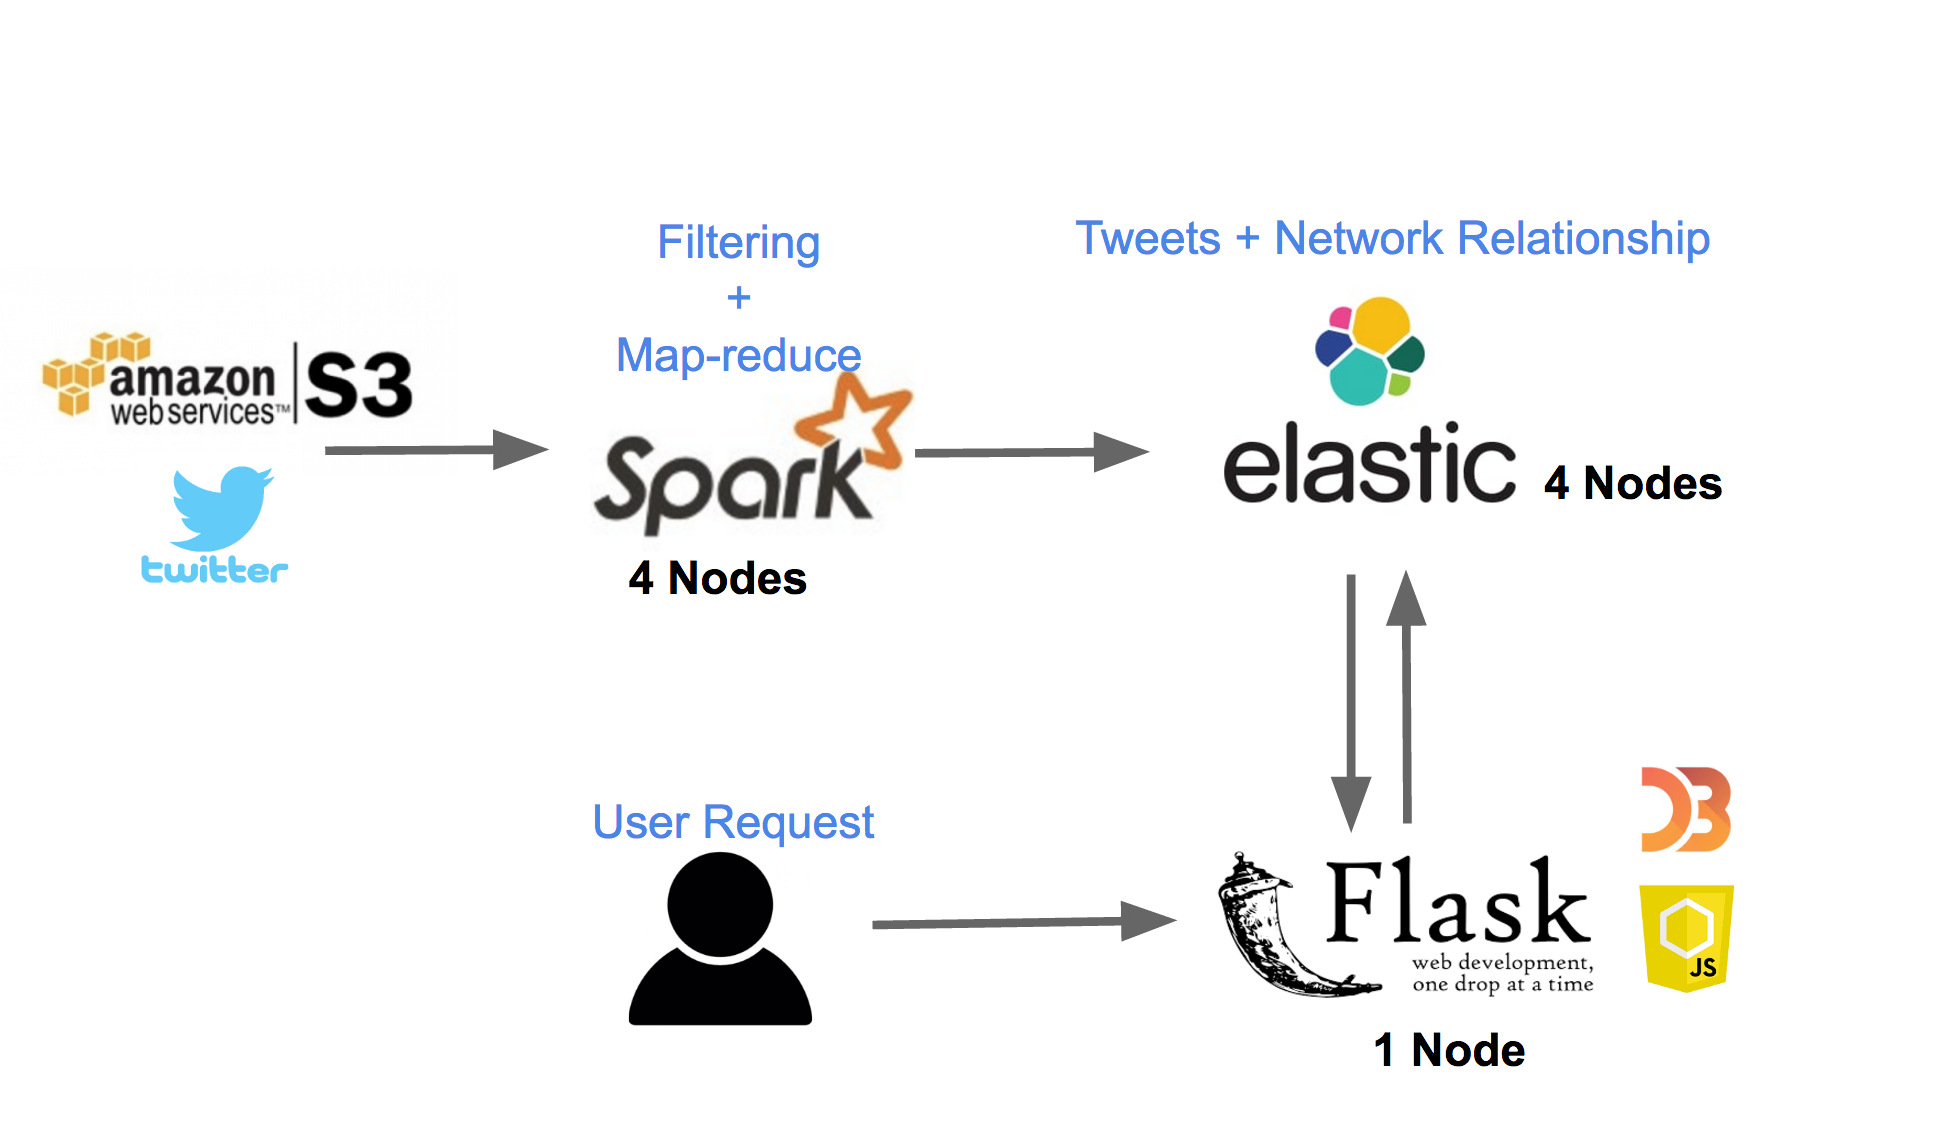 Filtering
+
Map-reduce
Tweets + Network Relationship
amazon
web services™
S3
twitter
Spark
4 Nodes
elastic
4 Nodes
User Request
Flask
web development,
one drop at a time
D3
JS
1 Node